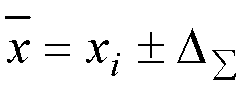 x̅ = xᵢ ± Δ_Σ